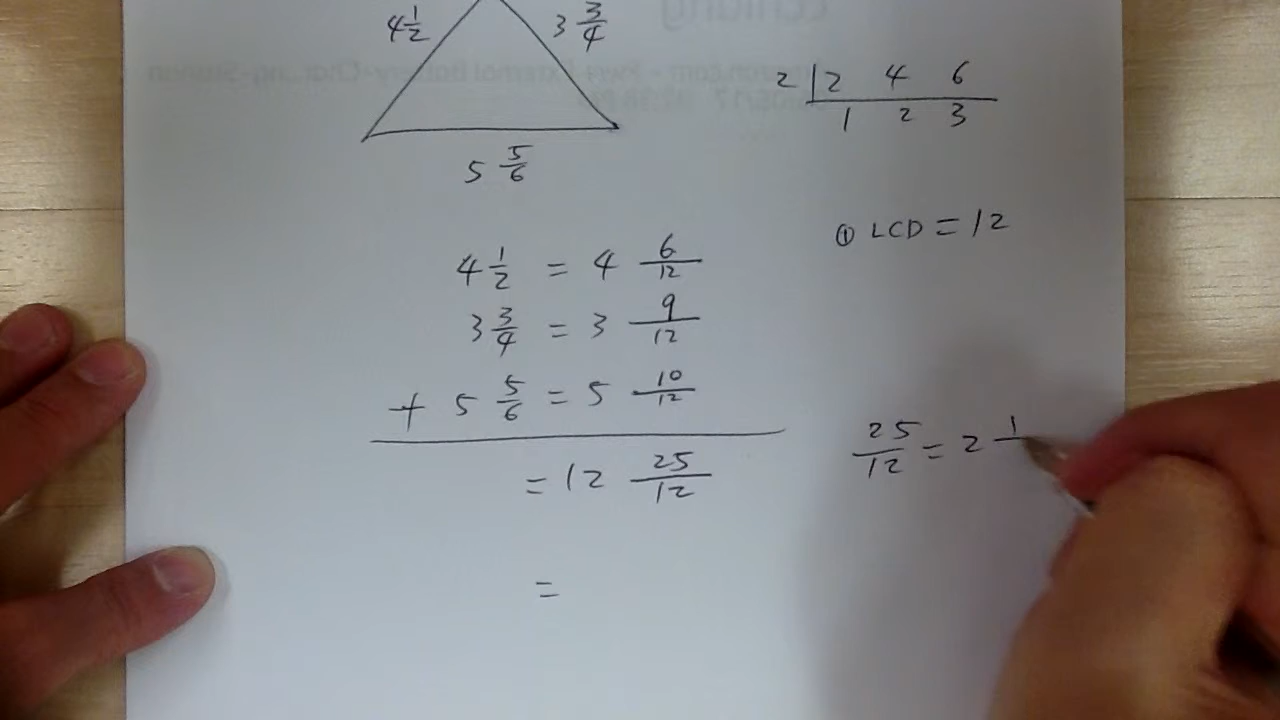 4 1/2 3 3/4
5 5/6
2 | 2 4 6
1 2 3
① LCD = 12
4 1/2 = 4 6/12
3 3/4 = 3 9/12
+ 5 5/6 = 5 10/12
= 12 25/12
25/12 = 2 1
=